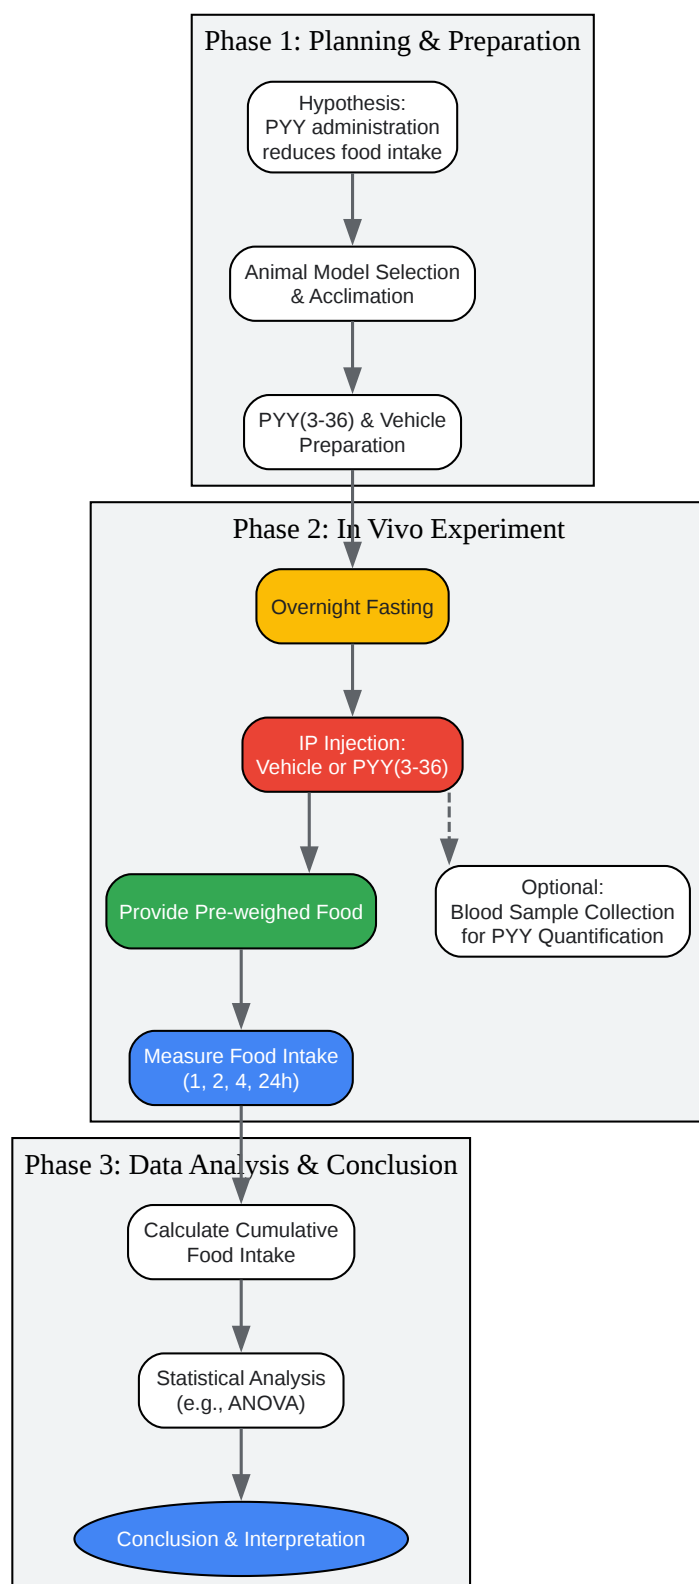 Phase 1: Planning & Preparation
Hypothesis:
PYY administration
reduces food intake
Animal Model Selection
& Acclimation
PYY(3-36) & Vehicle
Preparation
Phase 2: In Vivo Experiment
Overnight Fasting
IP Injection:
Vehicle or PYY(3-36)
Provide Pre-weighed Food
Optional:
Blood Sample Collection
for PYY Quantification
Measure Food Intake
(1, 2, 4, 24h)
Phase 3: Data Analysis & Conclusion
Calculate Cumulative
Food Intake
Statistical Analysis
(e.g., ANOVA)
Conclusion & Interpretation